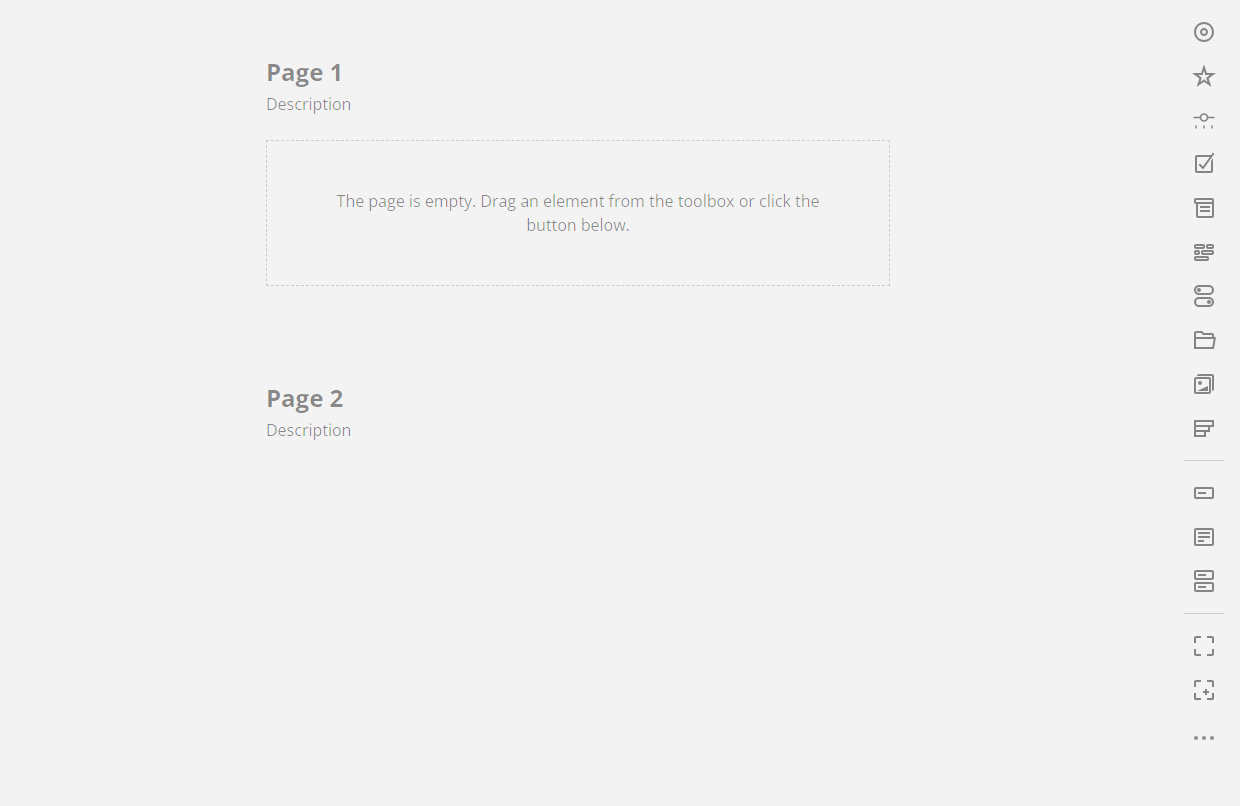 Page 1
Description
The page is empty. Drag an element from the toolbox or click the
button below.
Page 2
Description